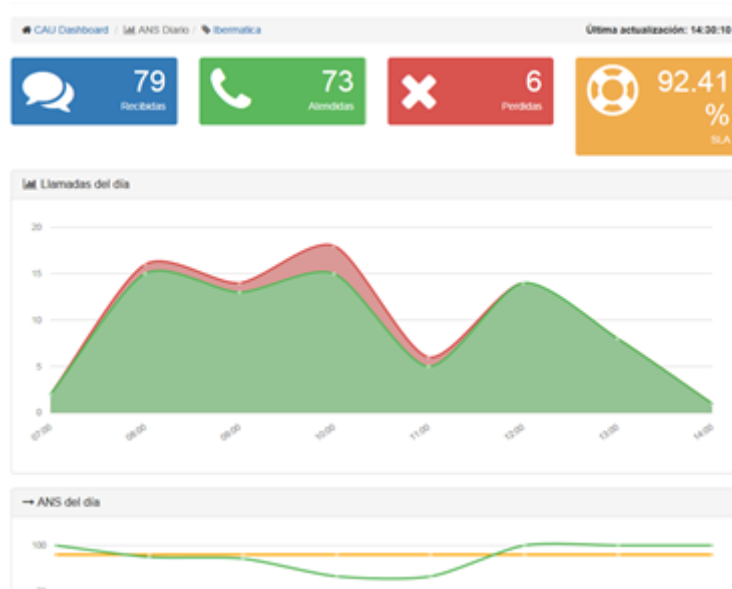 CAU Dashboard / ANS Diario / Ibermatica
Última actualización: 14:30:10
79
Recibidas
73
Atendidas
6
Perdidas
92.41
%
SLA
Llamadas del día
20
15
10
5
0
07:00 08:00 09:00 10:00 11:00 12:00 13:00 14:00
ANS del día
100